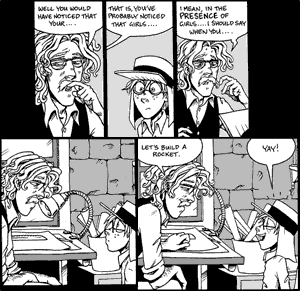 WELL YOU WOULD
HAVE NOTICED THAT
YOUR....
THAT IS, YOU'VE
PROBABLY NOTICED
THAT GIRLS....
I MEAN, IN THE
PRESENCE OF
GIRLS....I SHOULD SAY
WHEN YOU....
LET'S BUILD A
ROCKET.
YAY!